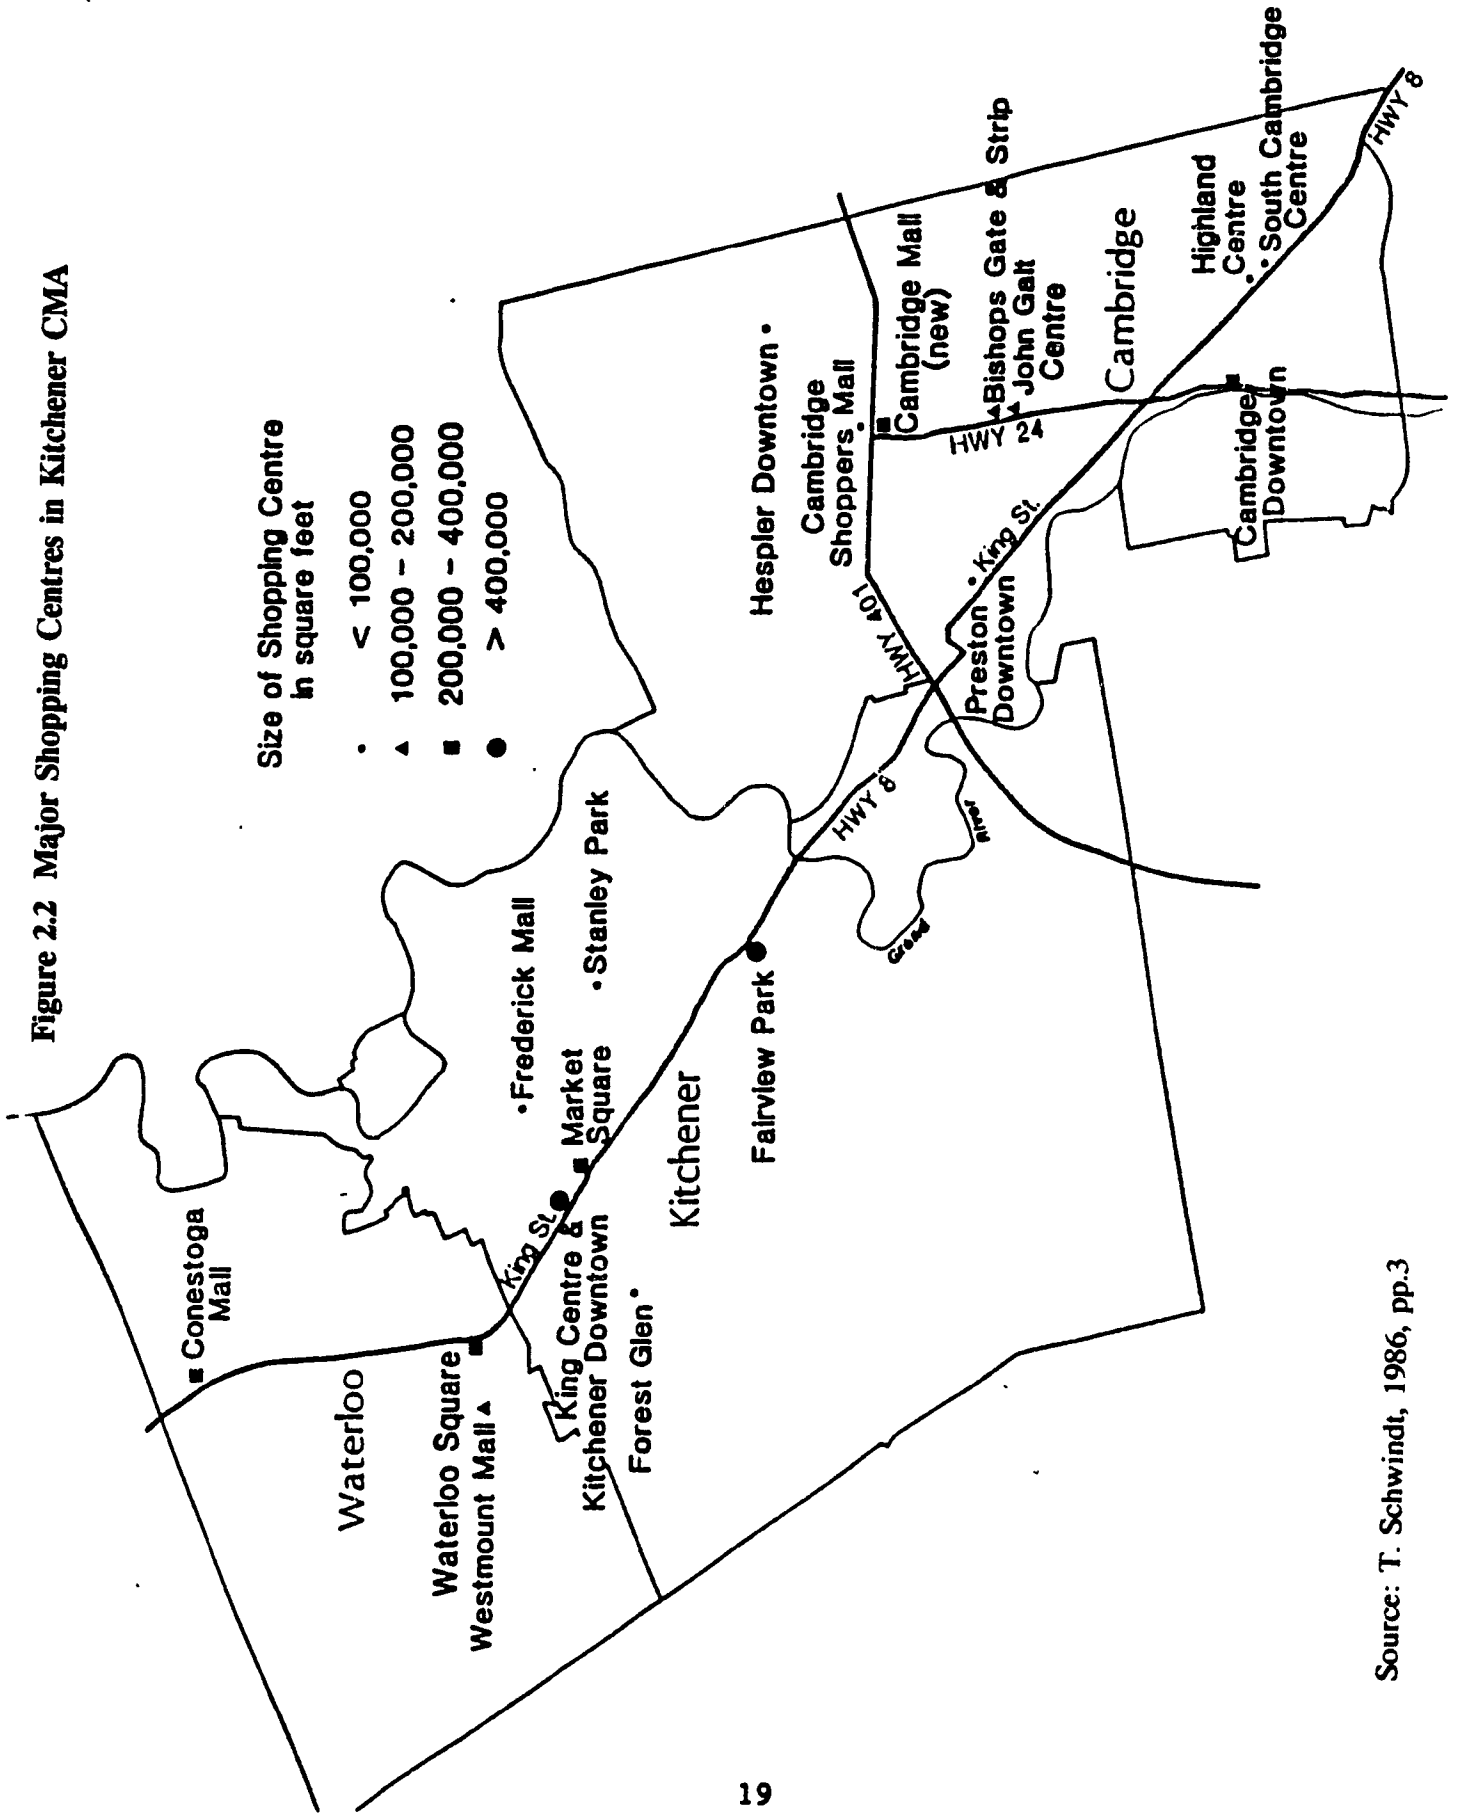 Figure 2.2 Major Shopping Centres in Kitchener CMA
Size of Shopping Centre
in square feet
< 100,000
100,000 – 200,000
200,000 – 400,000
> 400,000
Conestoga
Mall
Waterloo
Waterloo Square
Westmount Mall
King St.
King Centre &
Kitchener Downtown
Forest Glen
Market
Square
Frederick Mall
Stanley Park
Kitchener
Fairview Park
HWY 8
Grand
River
HWY 401
Hespler Downtown
Cambridge
Shoppers Mall
Cambridge Mall
(new)
HWY 24
Bishops Gate & Strip
John Galt
Centre
Cambridge
King St.
Preston
Downtown
Cambridge
Downtown
Highland
Centre
South Cambridge
Centre
HWY 8
Source: T. Schwindt, 1986, pp.3
19